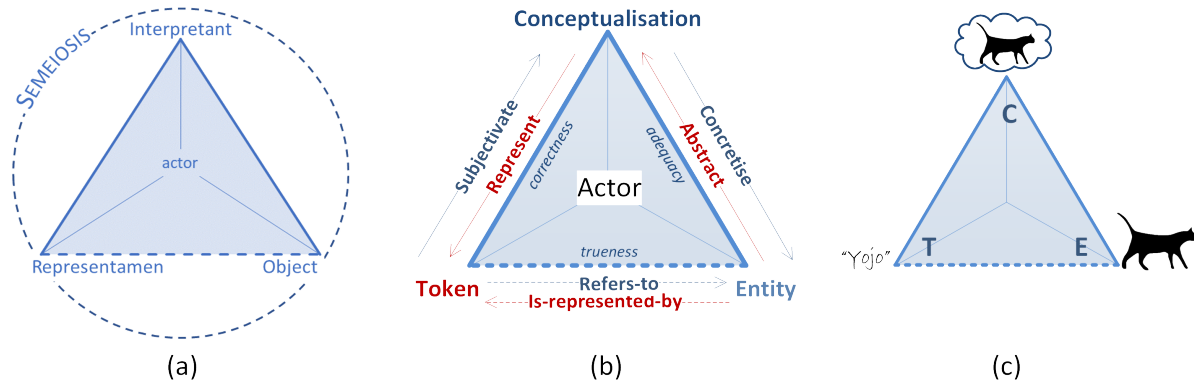 SEMEIOSIS
Interpretant
actor
Representamen
Object
(a)
Conceptualisation
Subjectivate
Represent
correctness
adequacy
Abstract
Concretise
Actor
trueness
Token
Refers-to
Is-represented-by
Entity
(b)
C
"Yojo"
T
E
(c)